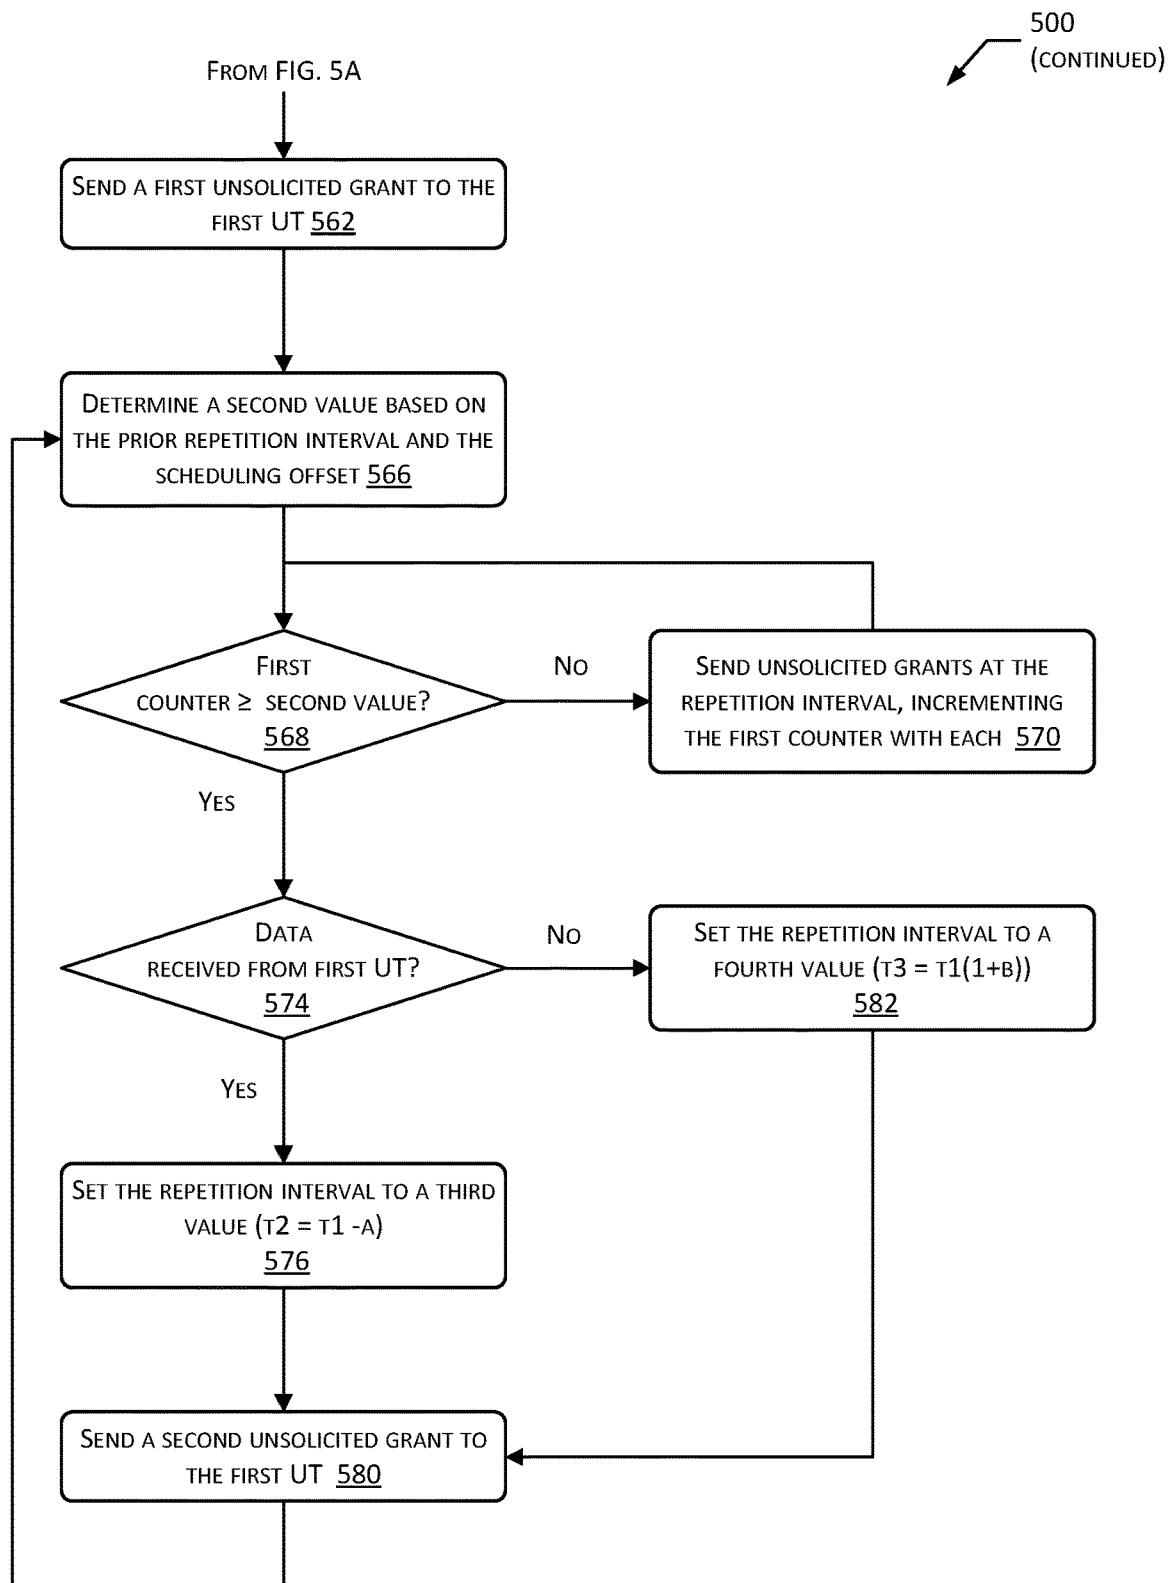 500
(CONTINUED)
FROM FIG. 5A
SEND A FIRST UNSOLICITED GRANT TO THE
FIRST UT 562
DETERMINE A SECOND VALUE BASED ON
THE PRIOR REPETITION INTERVAL AND THE
SCHEDULING OFFSET 566
FIRST
COUNTER ≥ SECOND VALUE?
568
NO
SEND UNSOLICITED GRANTS AT THE
REPETITION INTERVAL, INCREMENTING
THE FIRST COUNTER WITH EACH 570
YES
DATA
RECEIVED FROM FIRST UT?
574
NO
SET THE REPETITION INTERVAL TO A
FOURTH VALUE (T3 = T1(1+B))
582
YES
SET THE REPETITION INTERVAL TO A THIRD
VALUE (T2 = T1 -A)
576
SEND A SECOND UNSOLICITED GRANT TO
THE FIRST UT 580